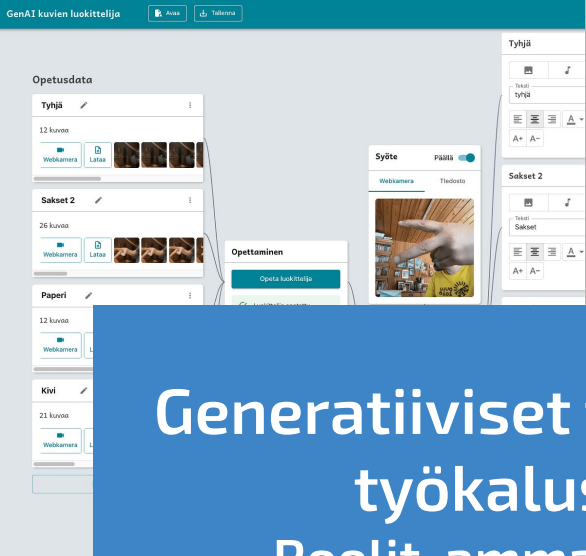 GenAI kuvien luokittelija
Avaa
Tallenna
Opetusdata
Tyhjä
12 kuvaa
Webkamera
Lataa
Sakset 2
26 kuvaa
Webkamera
Lataa
Paperi
12 kuvaa
Webkamera
Kivi
21 kuvaa
Webkamera
Opettaminen
Opeta luokittelija
Syöte
Päällä
Webkamera
Tiedosto
Tyhjä
Teksti
tyhjä
A
A+ A-
Sakset 2
Teksti
Sakset
A
A+ A-
Generatiiviset